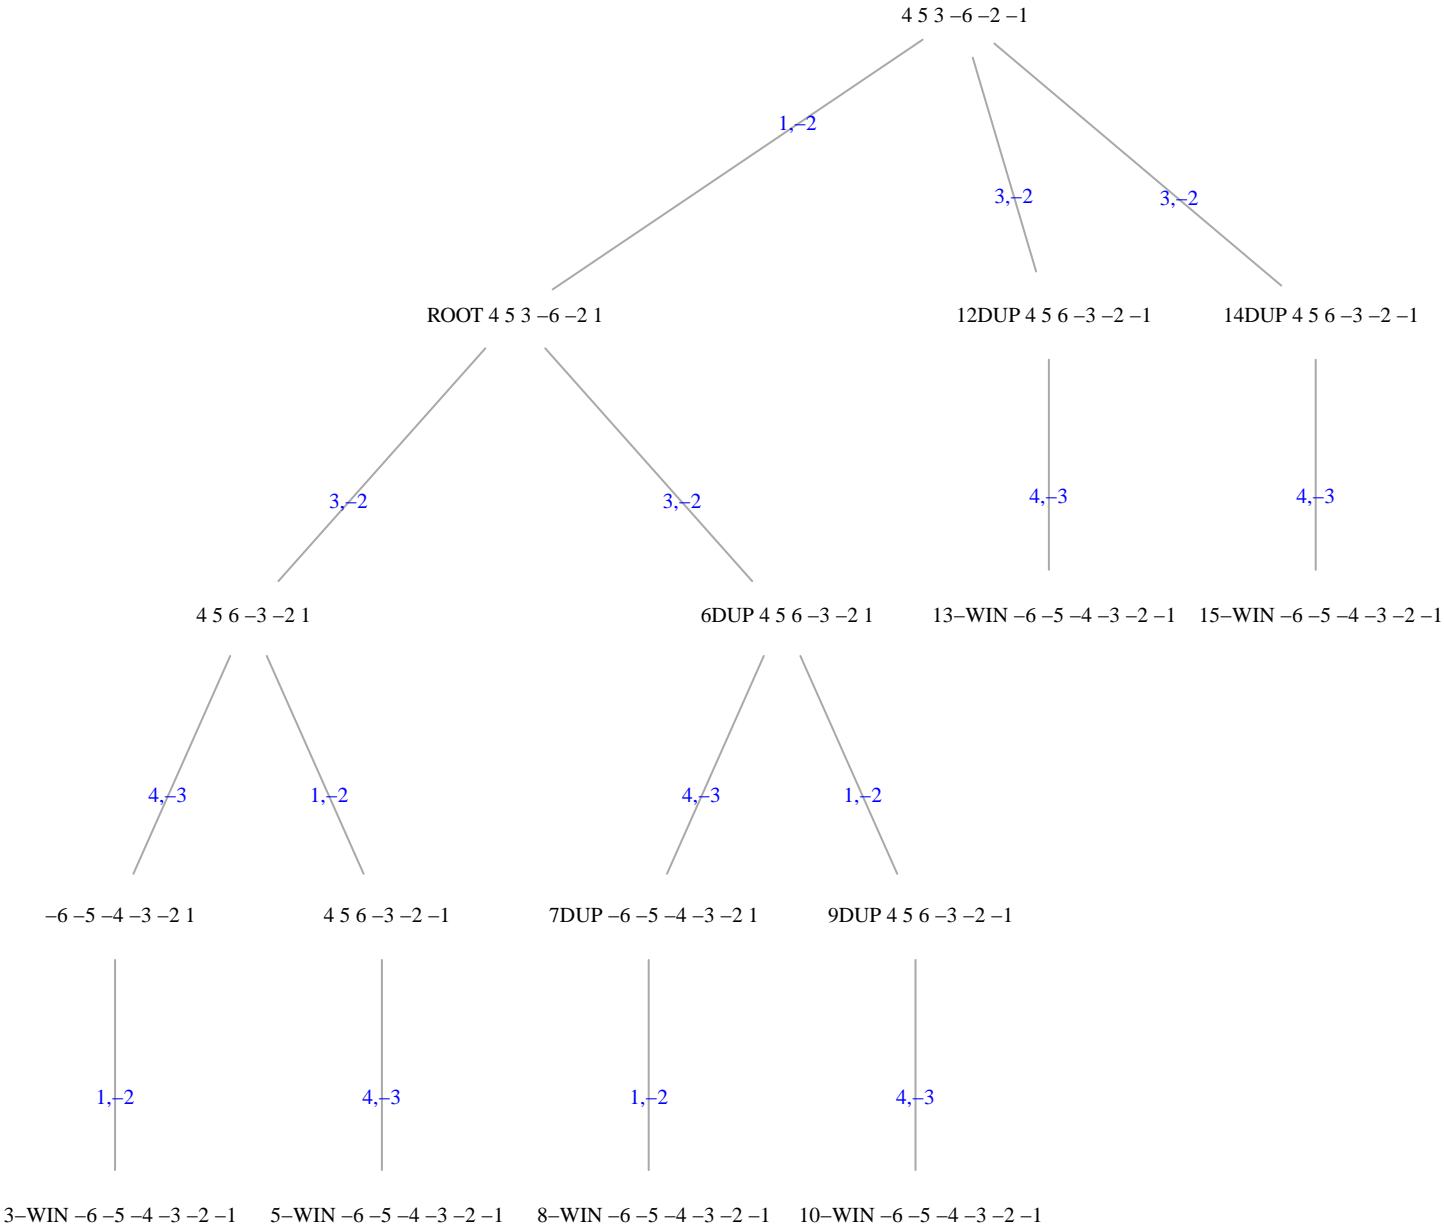 4 5 3 –6 –2 –1
1,–2
3,–2
3,–2
ROOT 4 5 3 –6 –2 1
12DUP 4 5 6 –3 –2 –1
14DUP 4 5 6 –3 –2 –1
3,–2
3,–2
4,–3
4,–3
4 5 6 –3 –2 1
6DUP 4 5 6 –3 –2 1
13–WIN –6 –5 –4 –3 –2 –1
15–WIN –6 –5 –4 –3 –2 –1
4,–3
1,–2
4,–3
1,–2
–6 –5 –4 –3 –2 1
4 5 6 –3 –2 –1
7DUP –6 –5 –4 –3 –2 1
9DUP 4 5 6 –3 –2 –1
1,–2
4,–3
1,–2
4,–3
3–WIN –6 –5 –4 –3 –2 –1
5–WIN –6 –5 –4 –3 –2 –1
8–WIN –6 –5 –4 –3 –2 –1
10–WIN –6 –5 –4 –3 –2 –1